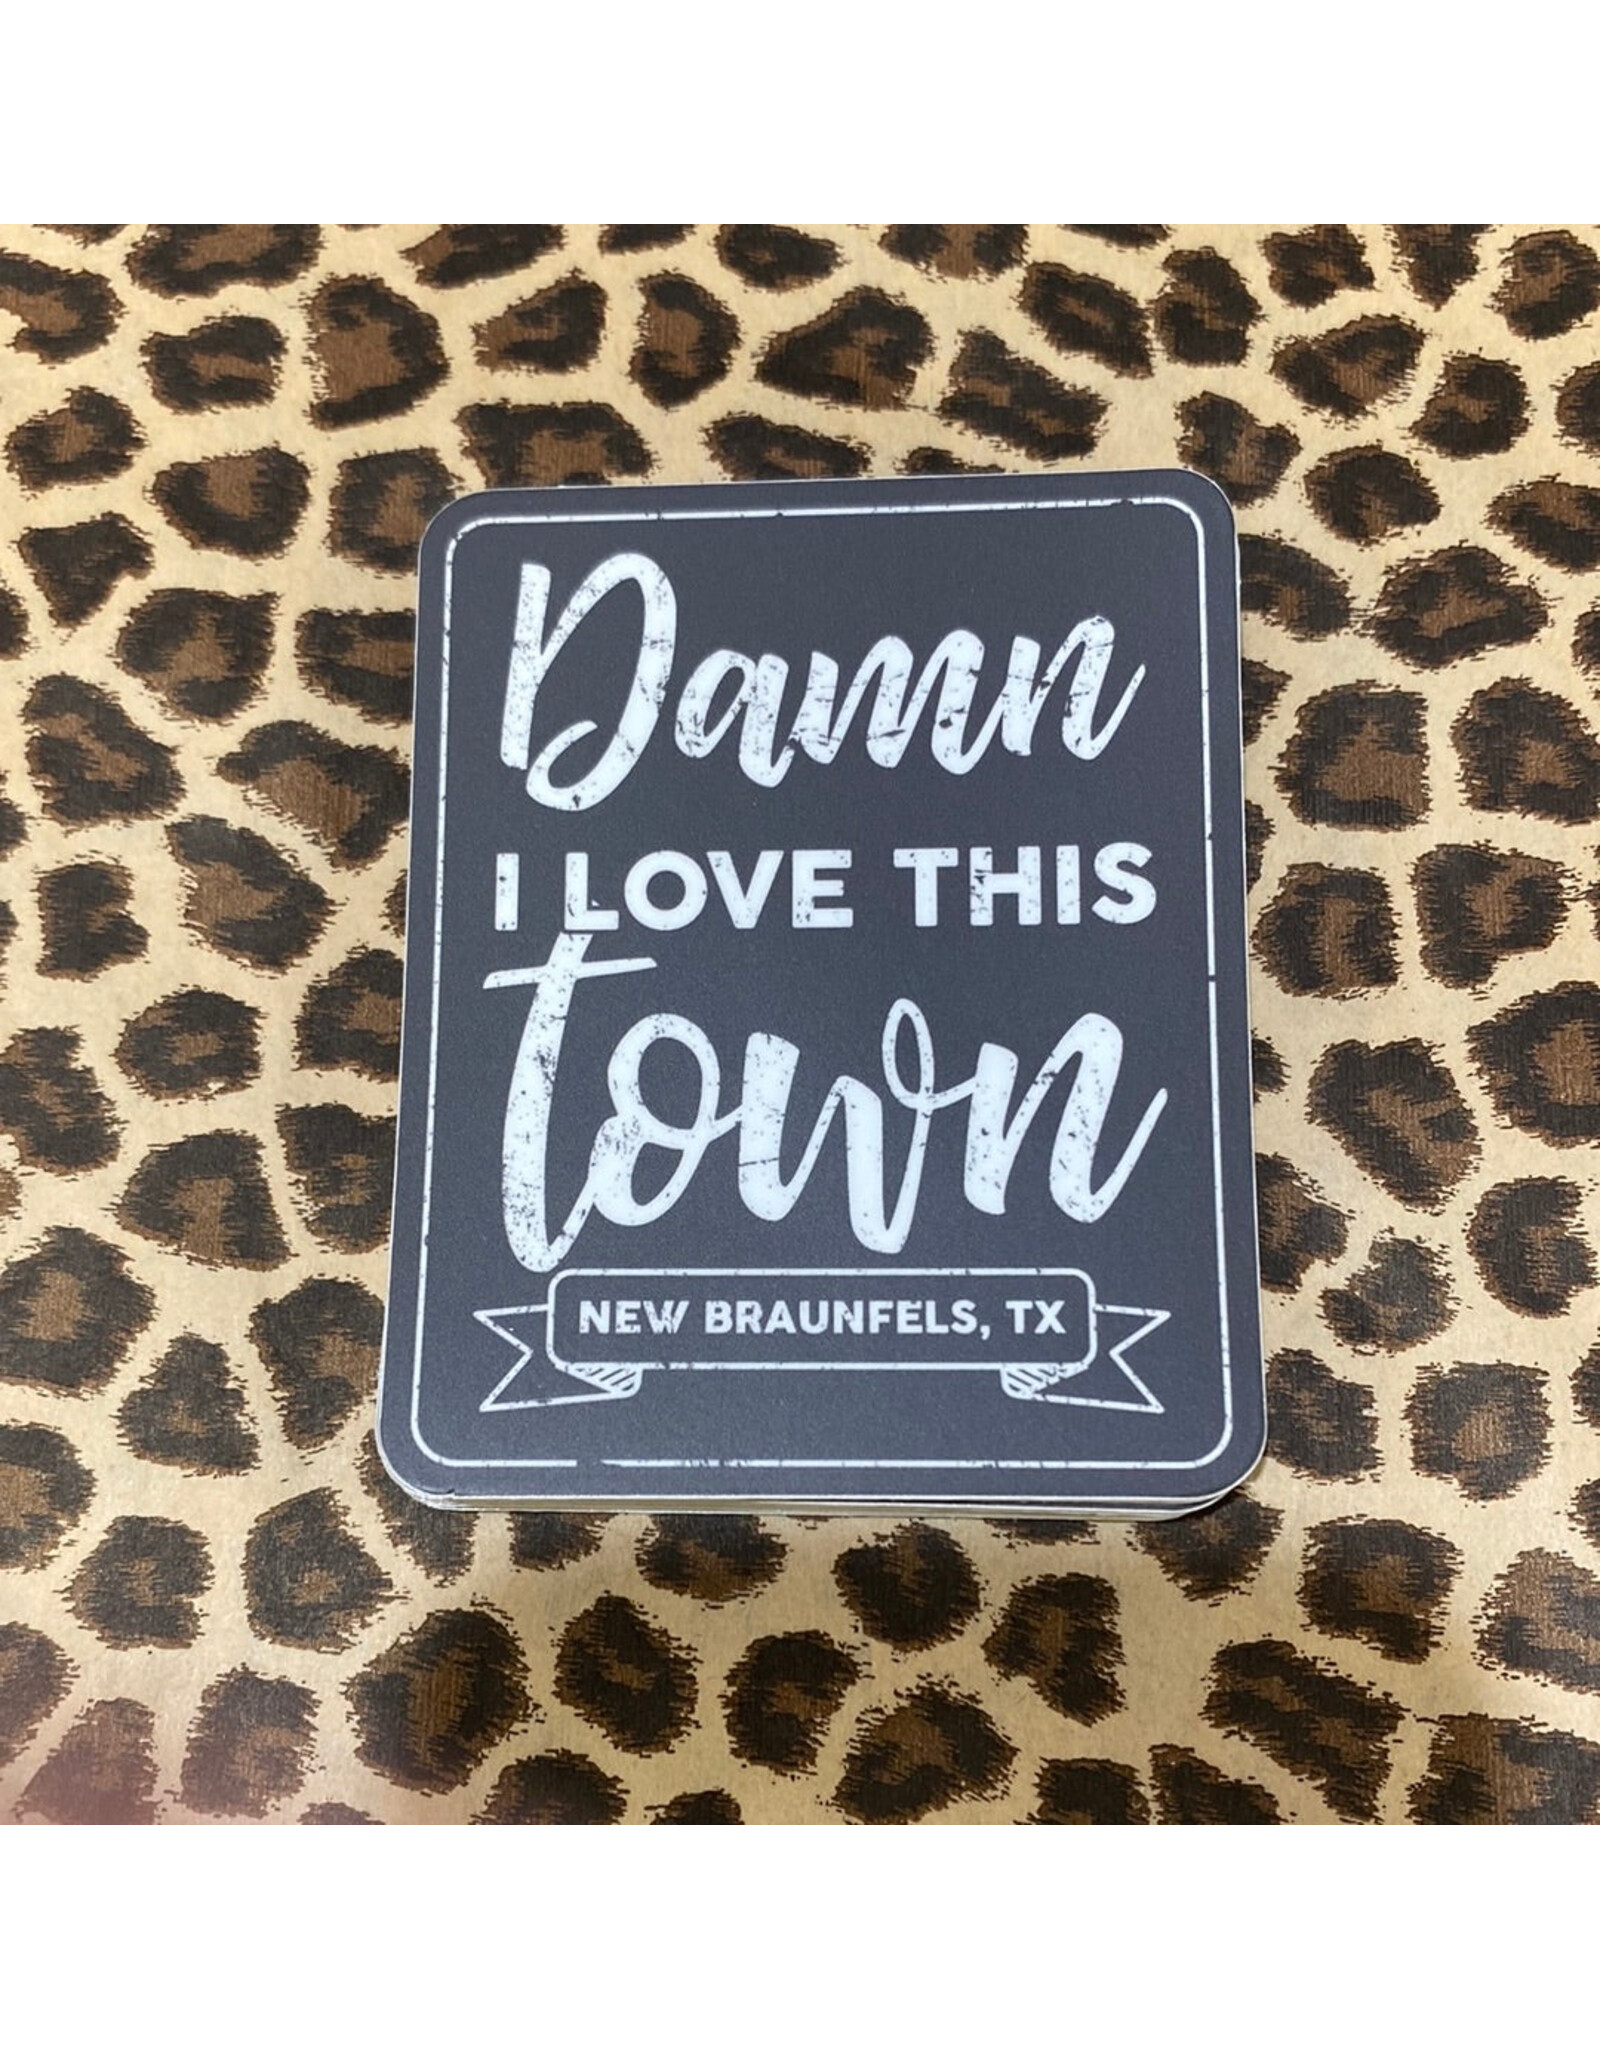 Damn
I LOVE THIS
town
NEW BRAUNFELS, TX